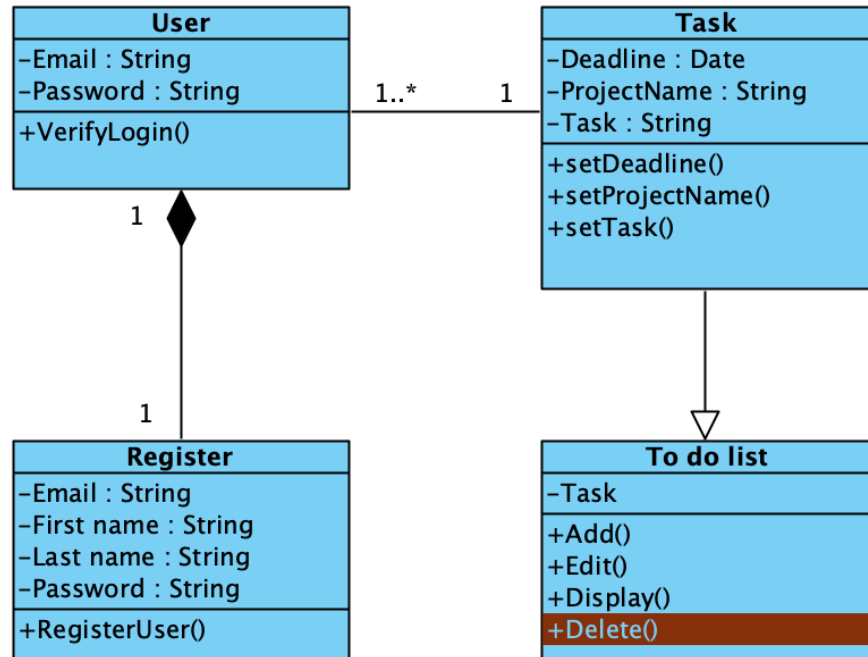 User
-Email : String
-Password : String
+VerifyLogin()
1..*
1
Task
-Deadline : Date
-ProjectName : String
-Task : String
+setDeadline()
+setProjectName()
+setTask()
1
1
Register
-Email : String
-First name : String
-Last name : String
-Password : String
+RegisterUser()
To do list
-Task
+Add()
+Edit()
+Display()
+Delete()